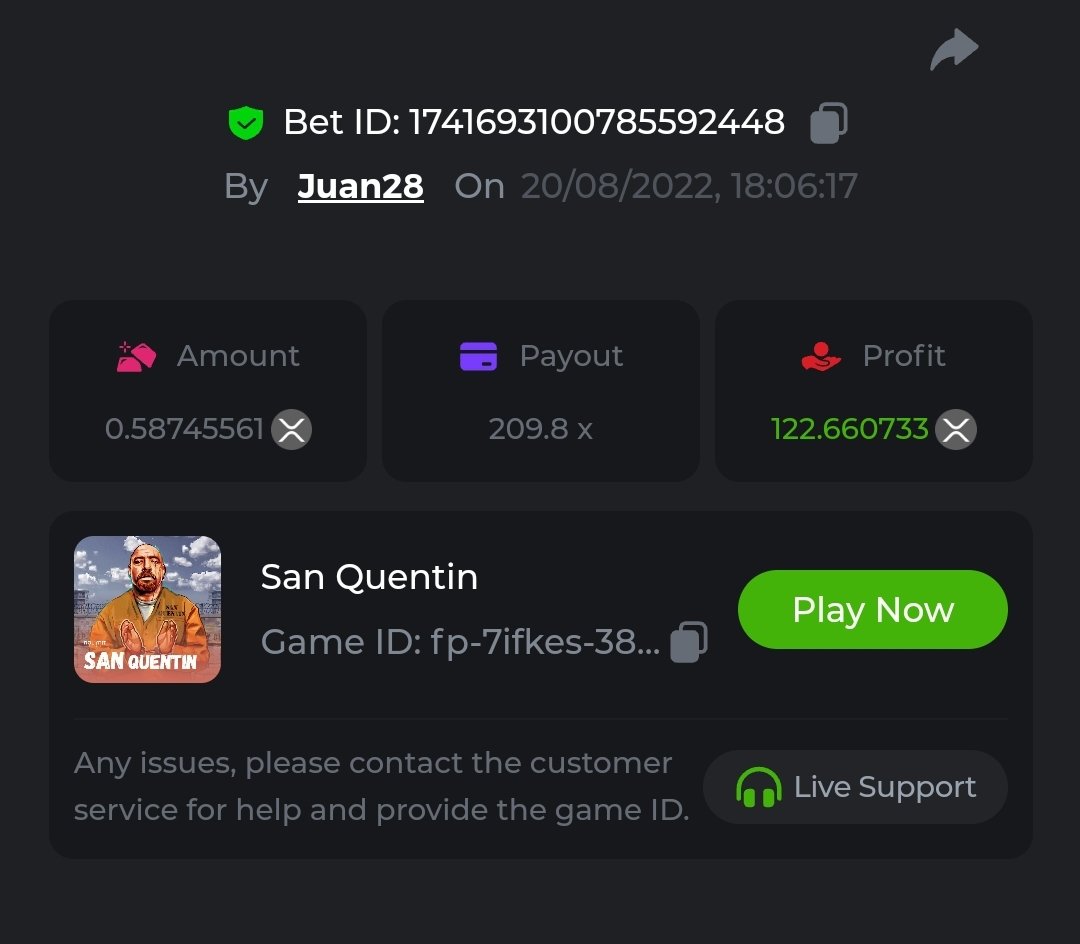 Bet ID: 1741693100785592448
By Juan28 On 20/08/2022, 18:06:17
Amount
0.58745561
Payout
209.8 x
Profit
122.660733
SAN QUENTIN
San Quentin
Game ID: fp-7ifkes-38...
Play Now
Any issues, please contact the customer
service for help and provide the game ID.
Live Support